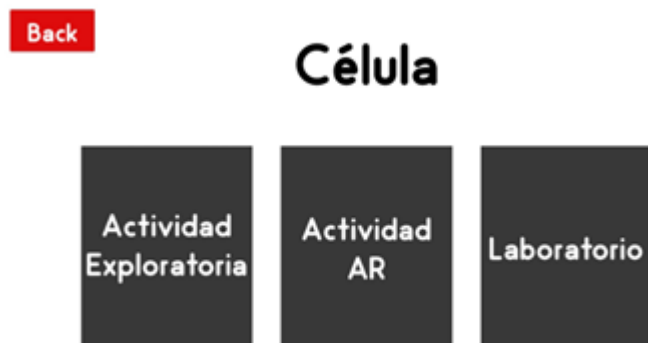 Back
Célula
Actividad
Exploratoria
Actividad
AR
Laboratorio